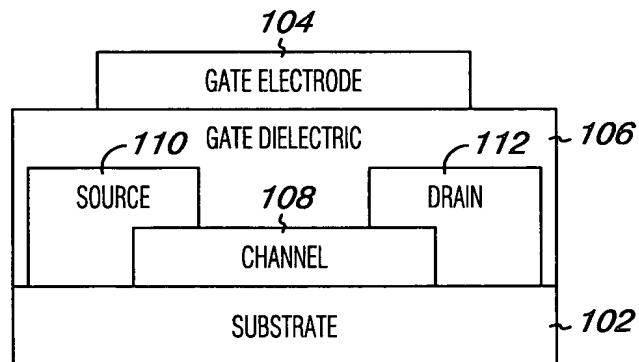 104
GATE ELECTRODE
GATE DIELECTRIC
106
110
112
SOURCE
108
DRAIN
CHANNEL
SUBSTRATE
102